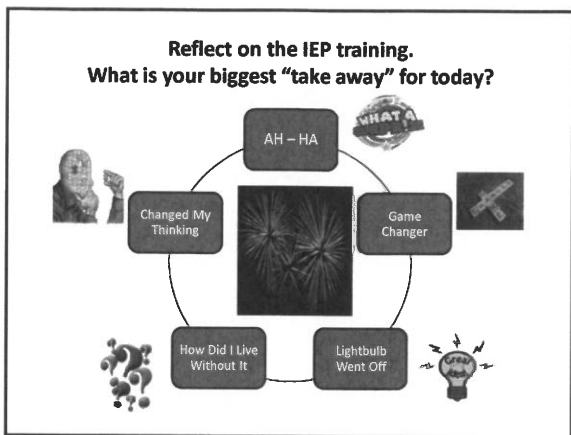 Reflect on the IEP training.
What is your biggest “take away” for today?
AH – HA
WHAT A
Changed My
Thinking
Game
Changer
How Did I Live
Without It
Lightbulb
Went Off
Great